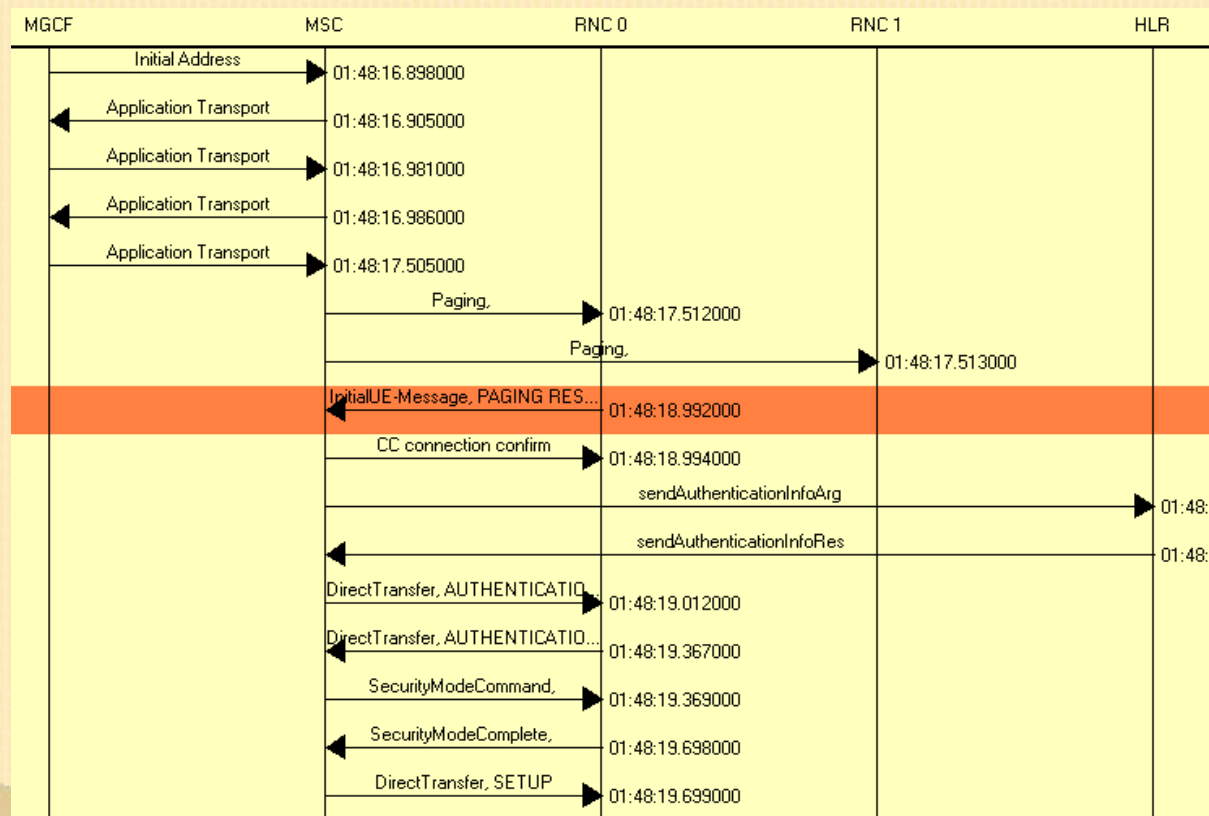 MGCF MSC RNC 0 RNC 1 HLR
Initial Address
01:48:16.898000
Application Transport
01:48:16.905000
Application Transport
01:48:16.981000
Application Transport
01:48:16.986000
Application Transport
01:48:17.505000
Paging,
01:48:17.512000
Paging,
01:48:17.513000
InitialUE-Message, PAGING RES...
01:48:18.992000
CC connection confirm
01:48:18.994000
sendAuthenticationInfoArg
01:48:
sendAuthenticationInfoRes
01:48:
DirectTransfer, AUTHENTICATIO...
01:48:19.012000
DirectTransfer, AUTHENTICATIO...
01:48:19.367000
SecurityModeCommand,
01:48:19.369000
SecurityModeComplete,
01:48:19.698000
DirectTransfer, SETUP
01:48:19.699000